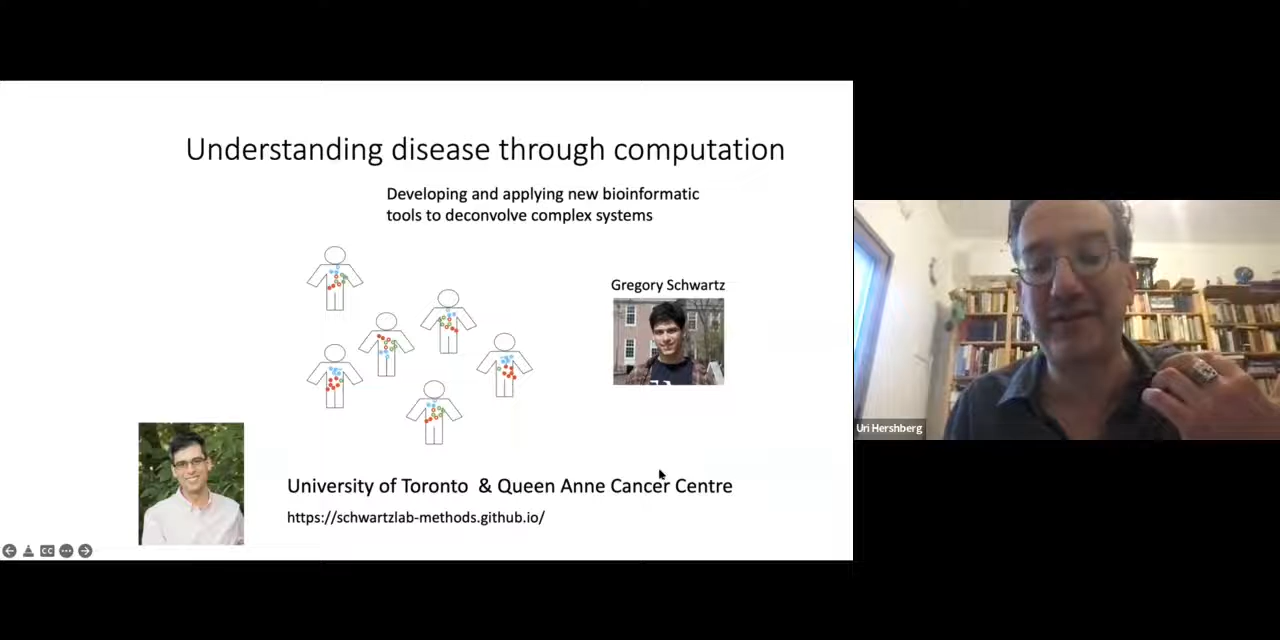 Understanding disease through computation
Developing and applying new bioinformatic
tools to deconvolve complex systems
Gregory Schwartz
Uri Hershberg
University of Toronto & Queen Anne Cancer Centre
https://schwartzlab-methods.github.io/
CC